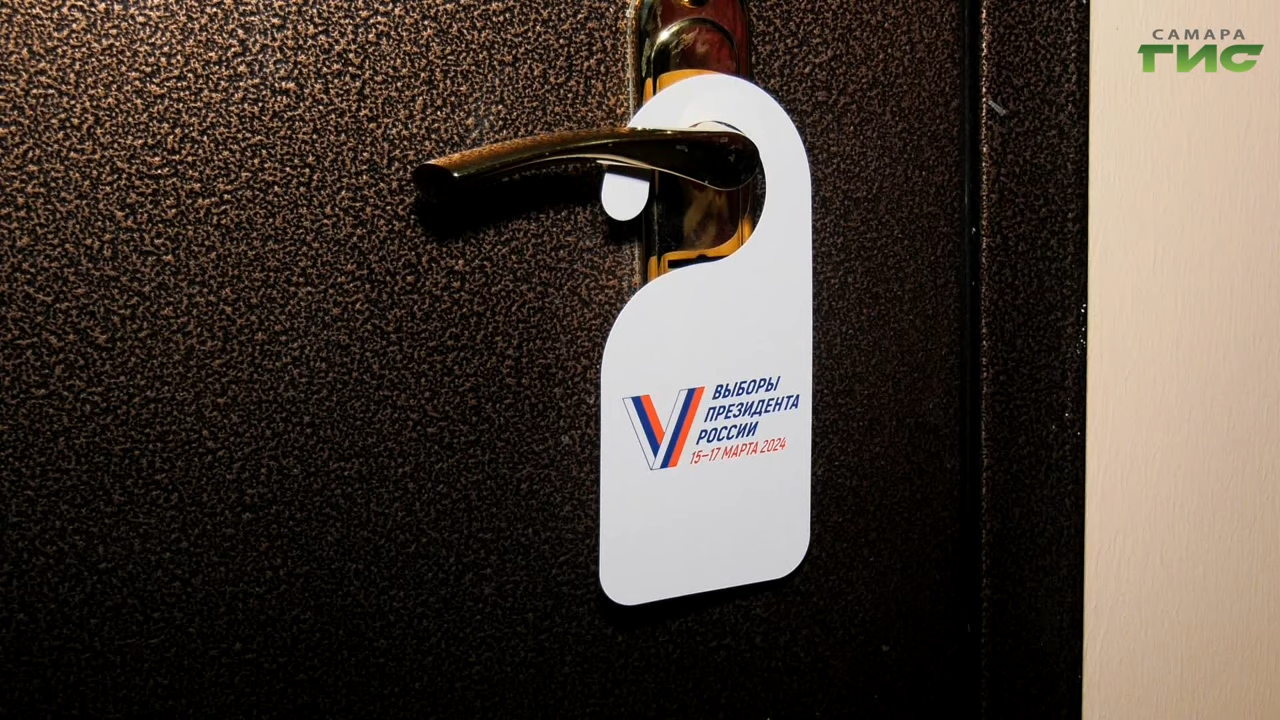 САМАРА
ГИС
ВЫБОРЫ
ПРЕЗИДЕНТА
РОССИИ
15–17 МАРТА 2024